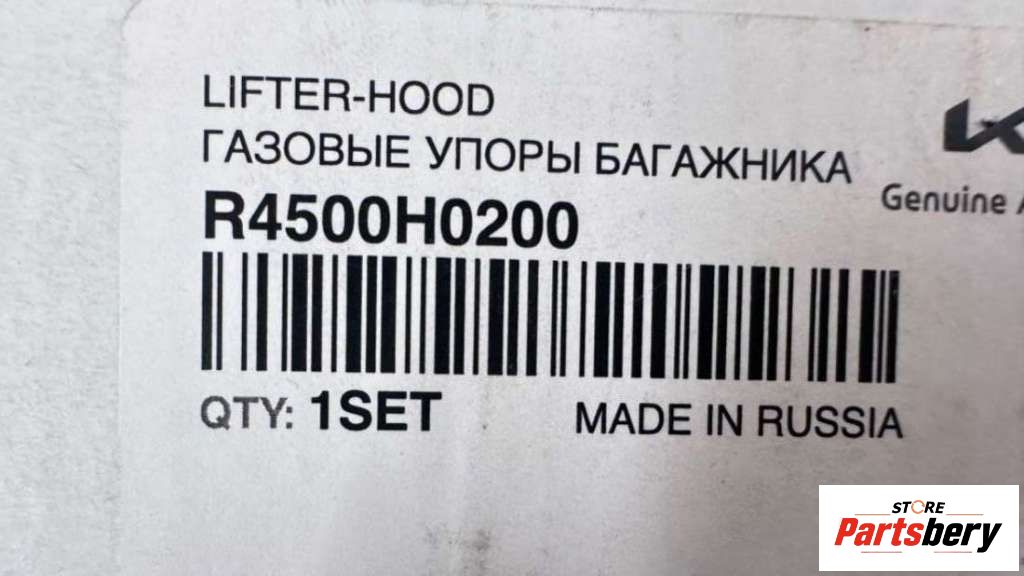 LIFTER-HOOD
ГАЗОВЫЕ УПОРЫ БАГАЖНИКА
Genuine
R4500H0200
QTY: 1SET
MADE IN RUSSIA
STORE
Partsbery